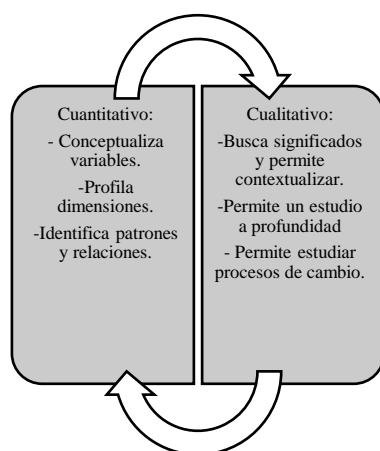 Cuantitativo:
- Conceptualiza
variables.
-Profila
dimensiones.
-Identifica patrones
y relaciones.
Cualitativo:
-Busca significados
y permite
contextualizar.
-Permite un estudio
a profundidad
- Permite estudiar
procesos de cambio.